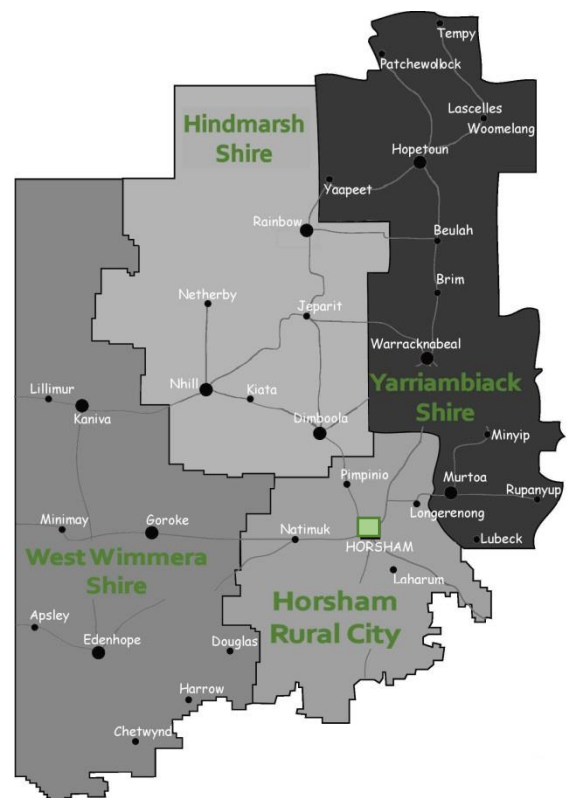 Tempy
Patchewollock
Lascelles
Woomelang
Hindmarsh
Shire
Hopetoun
Yaapeet
Rainbow
Beulah
Brim
Netherby
Jeparit
Warracknabeal
Nhill
Kiata
Yarriambiack
Shire
Lillimur
Kaniva
Dimboola
Minyip
Pimpinio
Murtoa
Rupanyup
Longerenong
Minimay
Goroke
Natimuk
HORSHAM
Lubeck
West Wimmera
Shire
Laharum
Horsham
Rural City
Apsley
Edenhope
Douglas
Harrow
Chetwynd